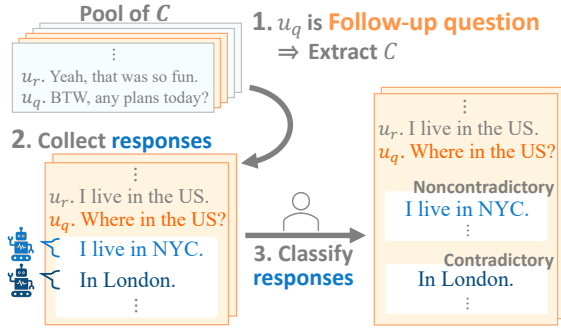 Pool of C
⋮
u_r. Yeah, that was so fun.
u_q. BTW, any plans today?
1. u_q is Follow-up question
⇒ Extract C
2. Collect responses
⋮
u_r. I live in the US.
u_q. Where in the US?
I live in NYC.
In London.
⋮
3. Classify
responses
⋮
u_r. I live in the US.
u_q. Where in the US?
Noncontradictory
I live in NYC.
⋮
Contradictory
In London.
⋮